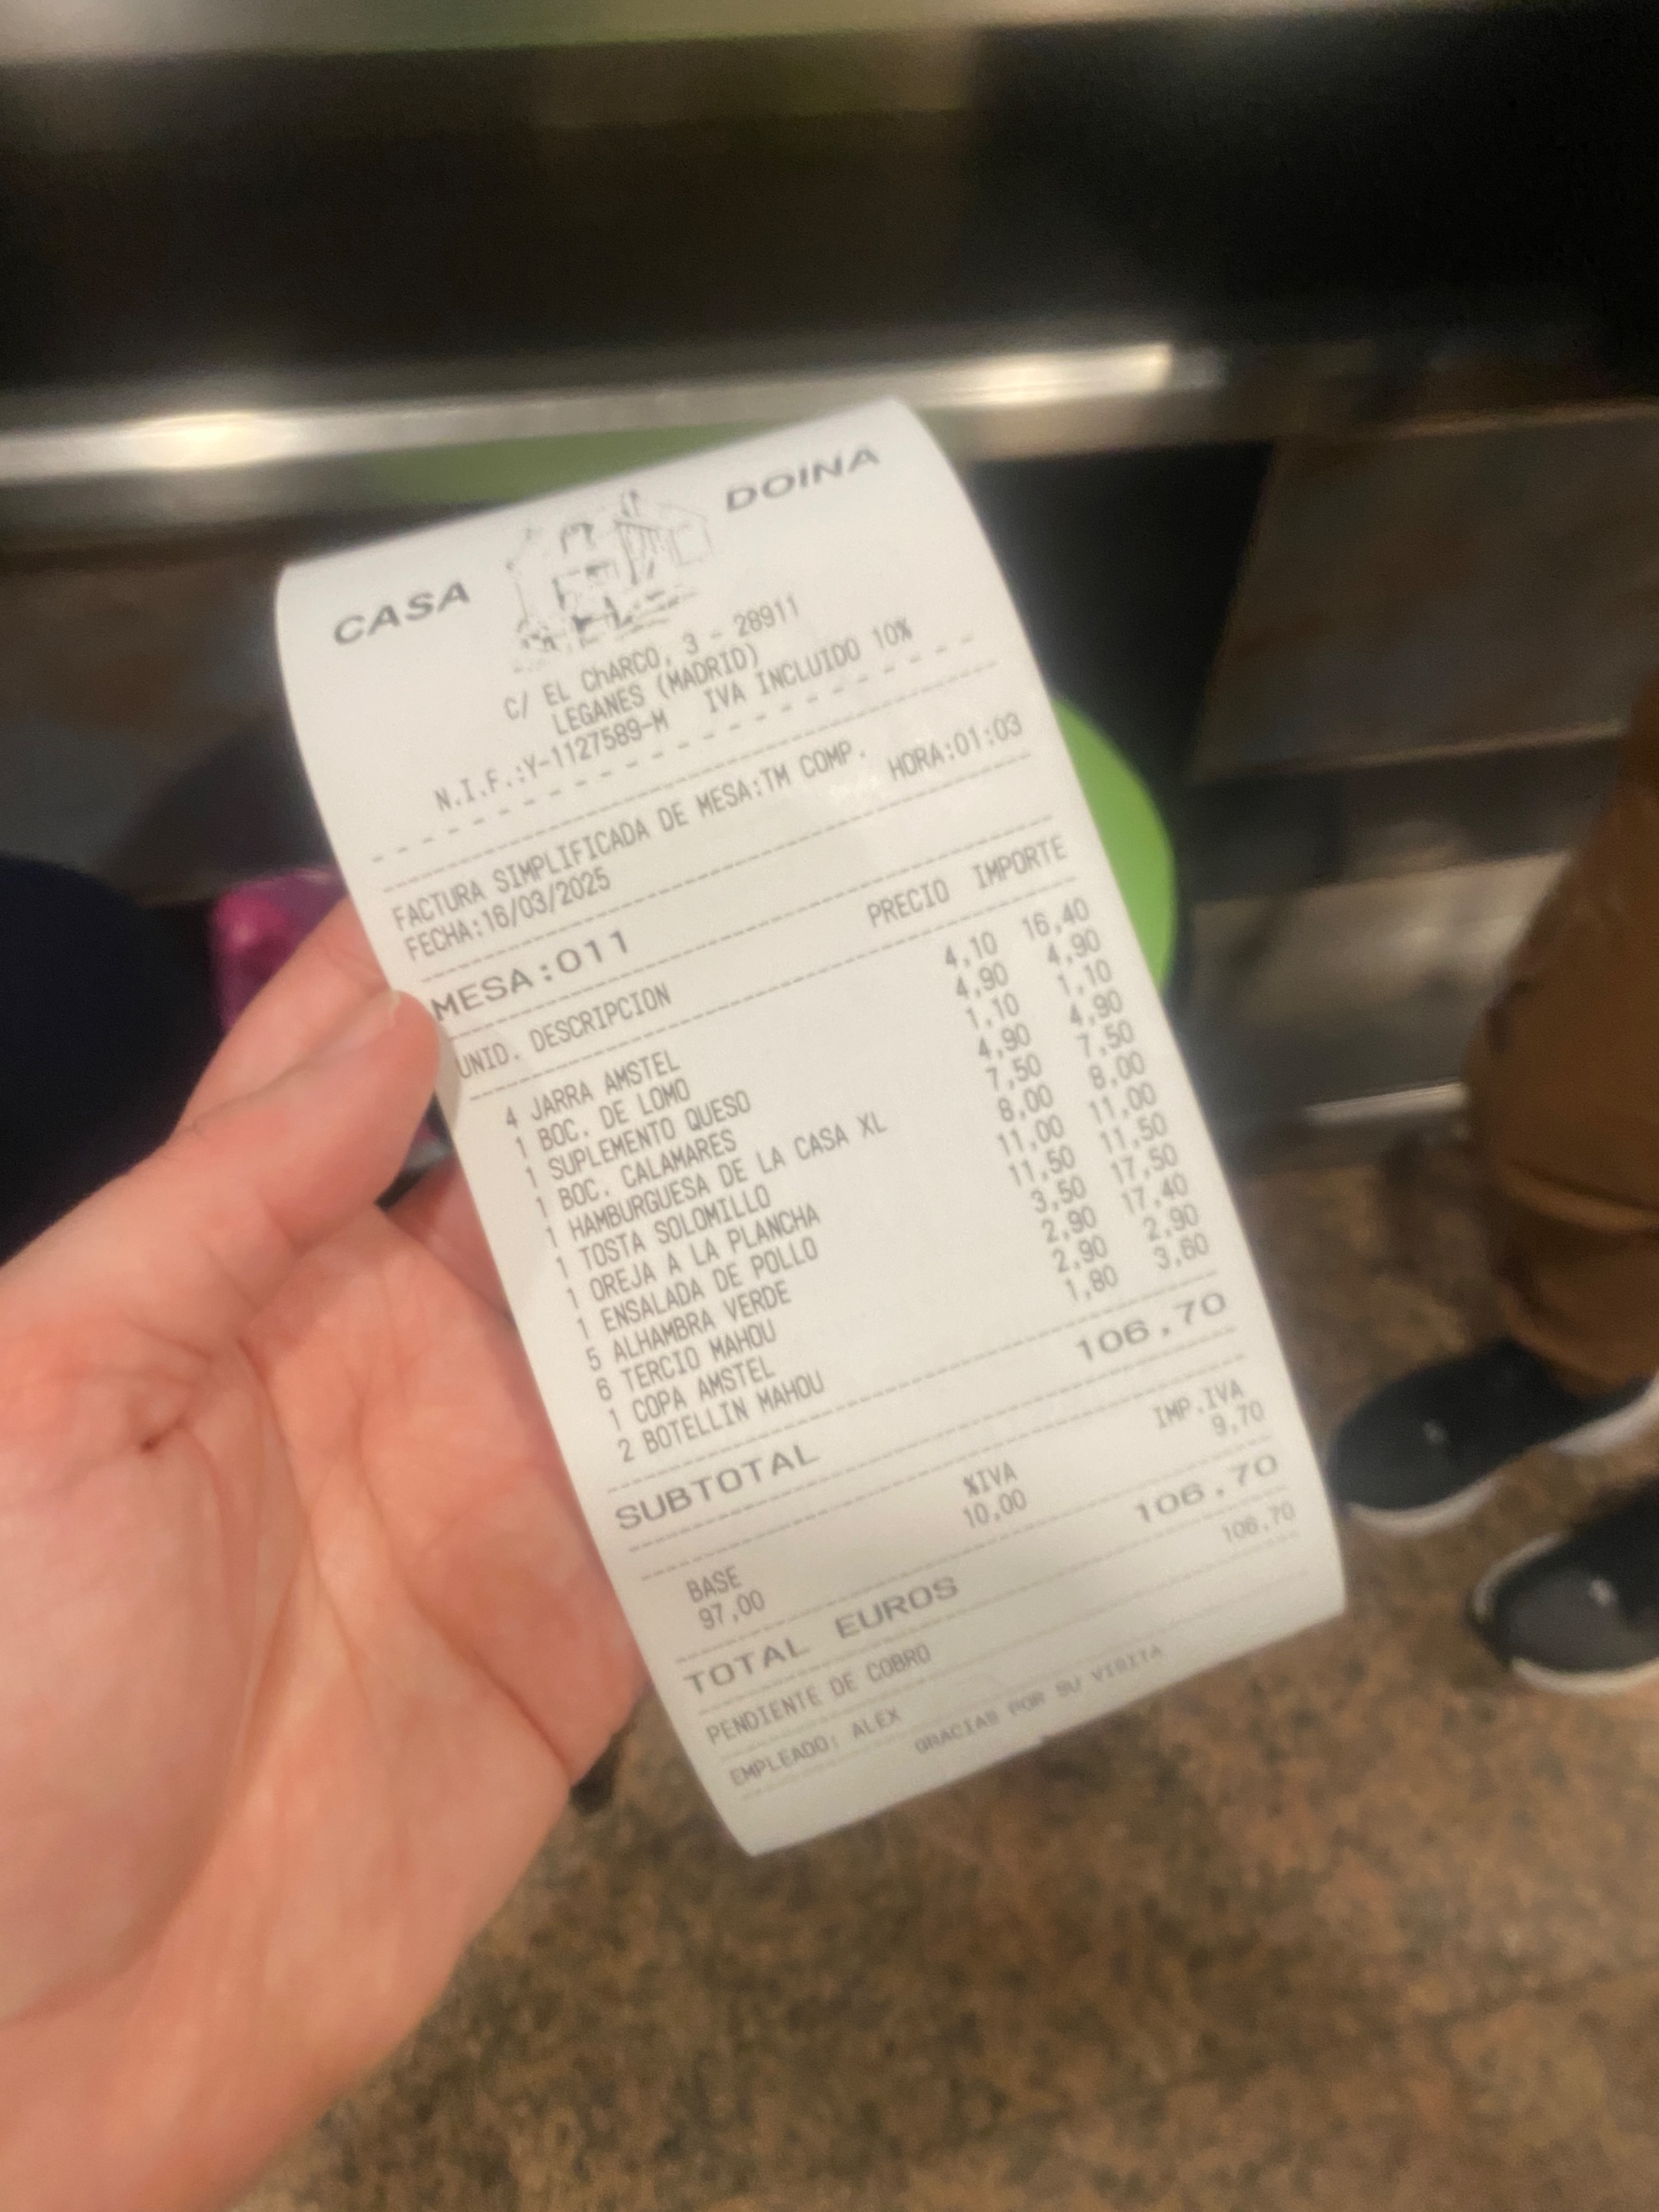 CASA DOINA
C/ EL ChARCO, 3 - 28911
LEGANES (MADRID)
N.I.F.:Y-1127589-M IVA INCLUIDO 10%
FACTURA SIMPLIFICADA DE MESA:TM COMP.
FECHA:16/03/2025 HORA:01:03
MESA:011
UNID. DESCRIPCION PRECIO IMPORTE
4 JARRA AMSTEL 4,10 16,40
1 BOC. DE LOMO 4,90 4,90
1 SUPLEMENTO QUESO 1,10 1,10
1 BOC. CALAMARES 4,90 4,90
1 HAMBURGUESA DE LA CASA XL 7,50 7,50
1 TOSTA SOLOMILLO 8,00 8,00
1 OREJA A LA PLANCHA 11,00 11,00
1 ENSALADA DE POLLO 11,50 11,50
5 ALHAMBRA VERDE 3,50 17,50
6 TERCIO MAHOU 2,90 17,40
1 COPA AMSTEL 2,90 2,90
2 BOTELLIN MAHOU 1,80 3,60
SUBTOTAL 106,70
BASE %IVA IMP.IVA
97,00 10,00 9,70
TOTAL EUROS 106,70
PENDIENTE DE COBRO 106,70
EMPLEADO: ALEX
GRACIAS POR SU VISITA